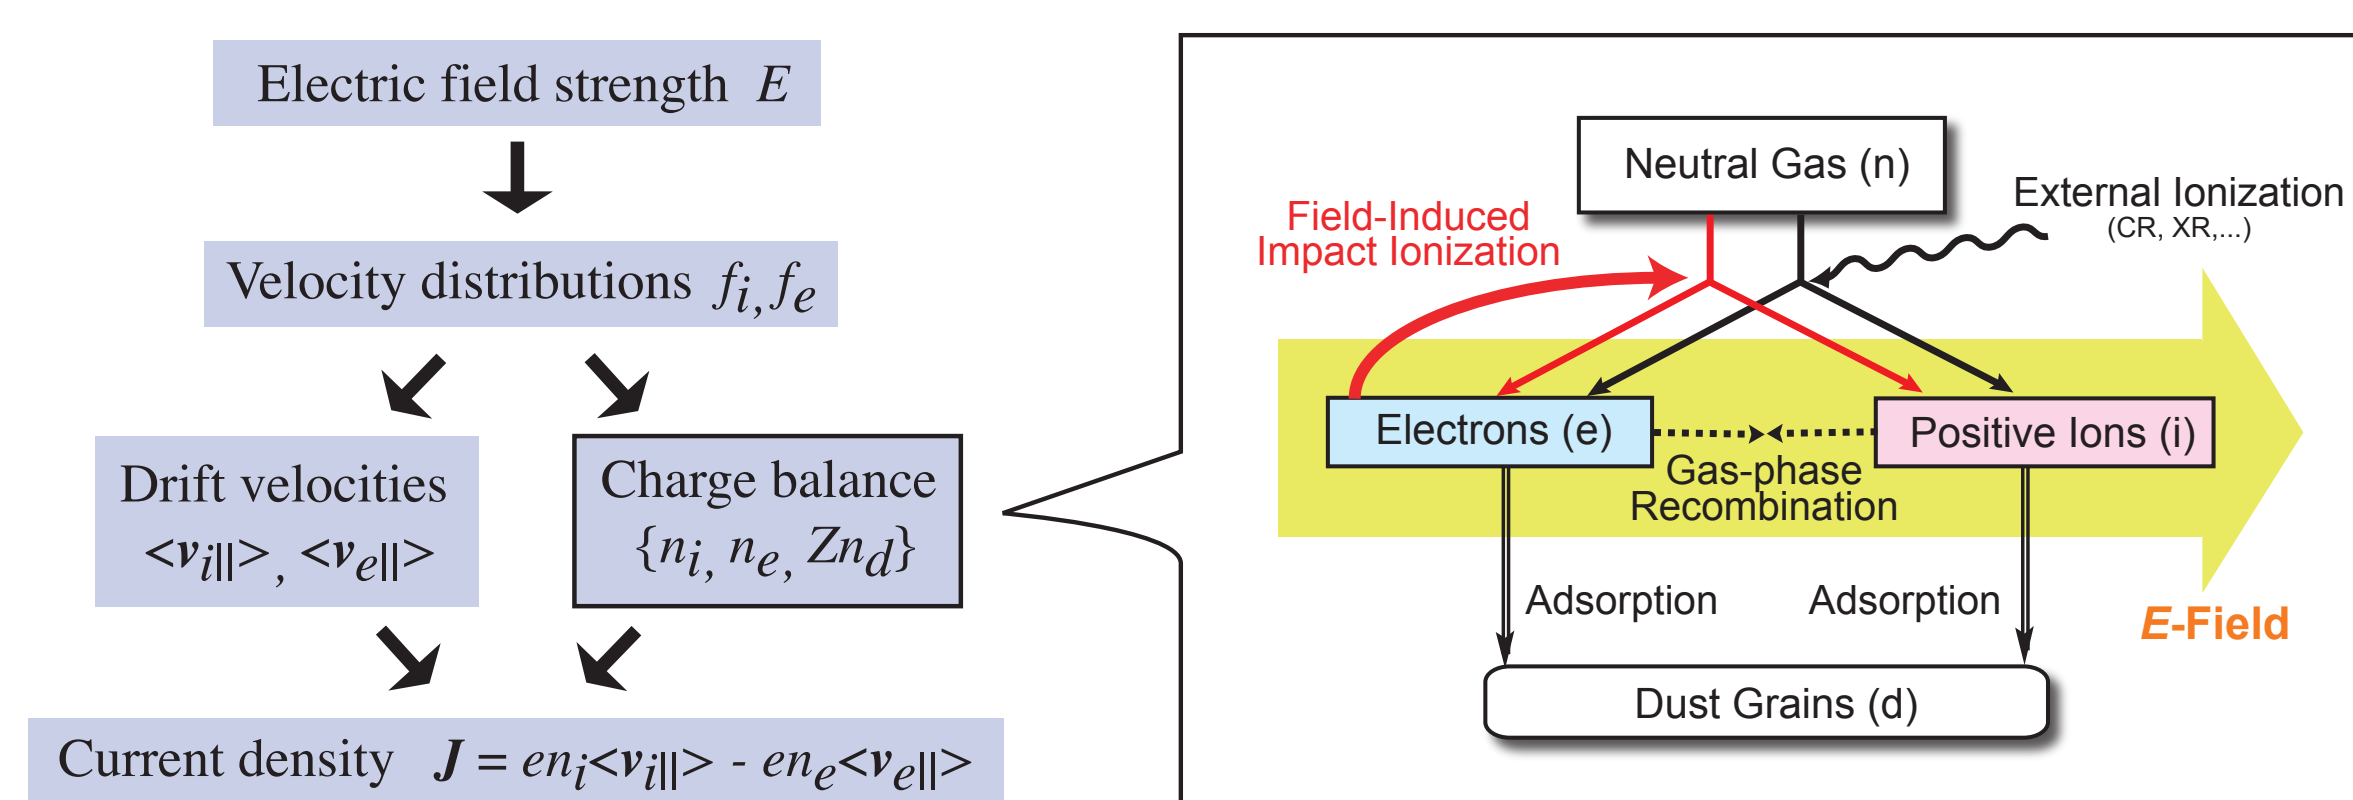 Electric field strength E
Velocity distributions fi, fe
Drift velocities
<vi||>, <ve||>
Charge balance
{ni, ne, Znd}
Current density J = eni<vi||> - ene<ve||>
Neutral Gas (n)
External Ionization
(CR, XR,...)
Field-Induced
Impact Ionization
Electrons (e)
Positive Ions (i)
Gas-phase
Recombination
Adsorption
Adsorption
E-Field
Dust Grains (d)